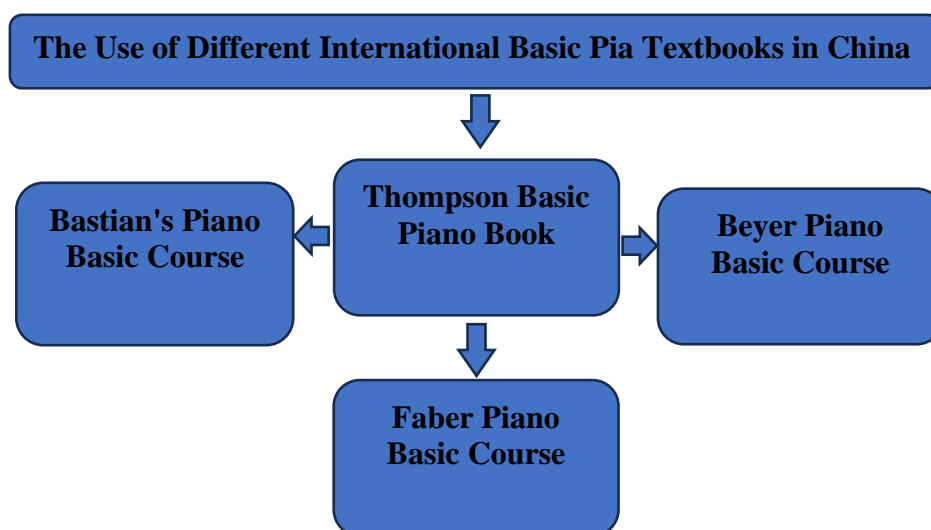 The Use of Different International Basic Pia Textbooks in China
Thompson Basic
Piano Book
Bastian's Piano
Basic Course
Beyer Piano
Basic Course
Faber Piano
Basic Course